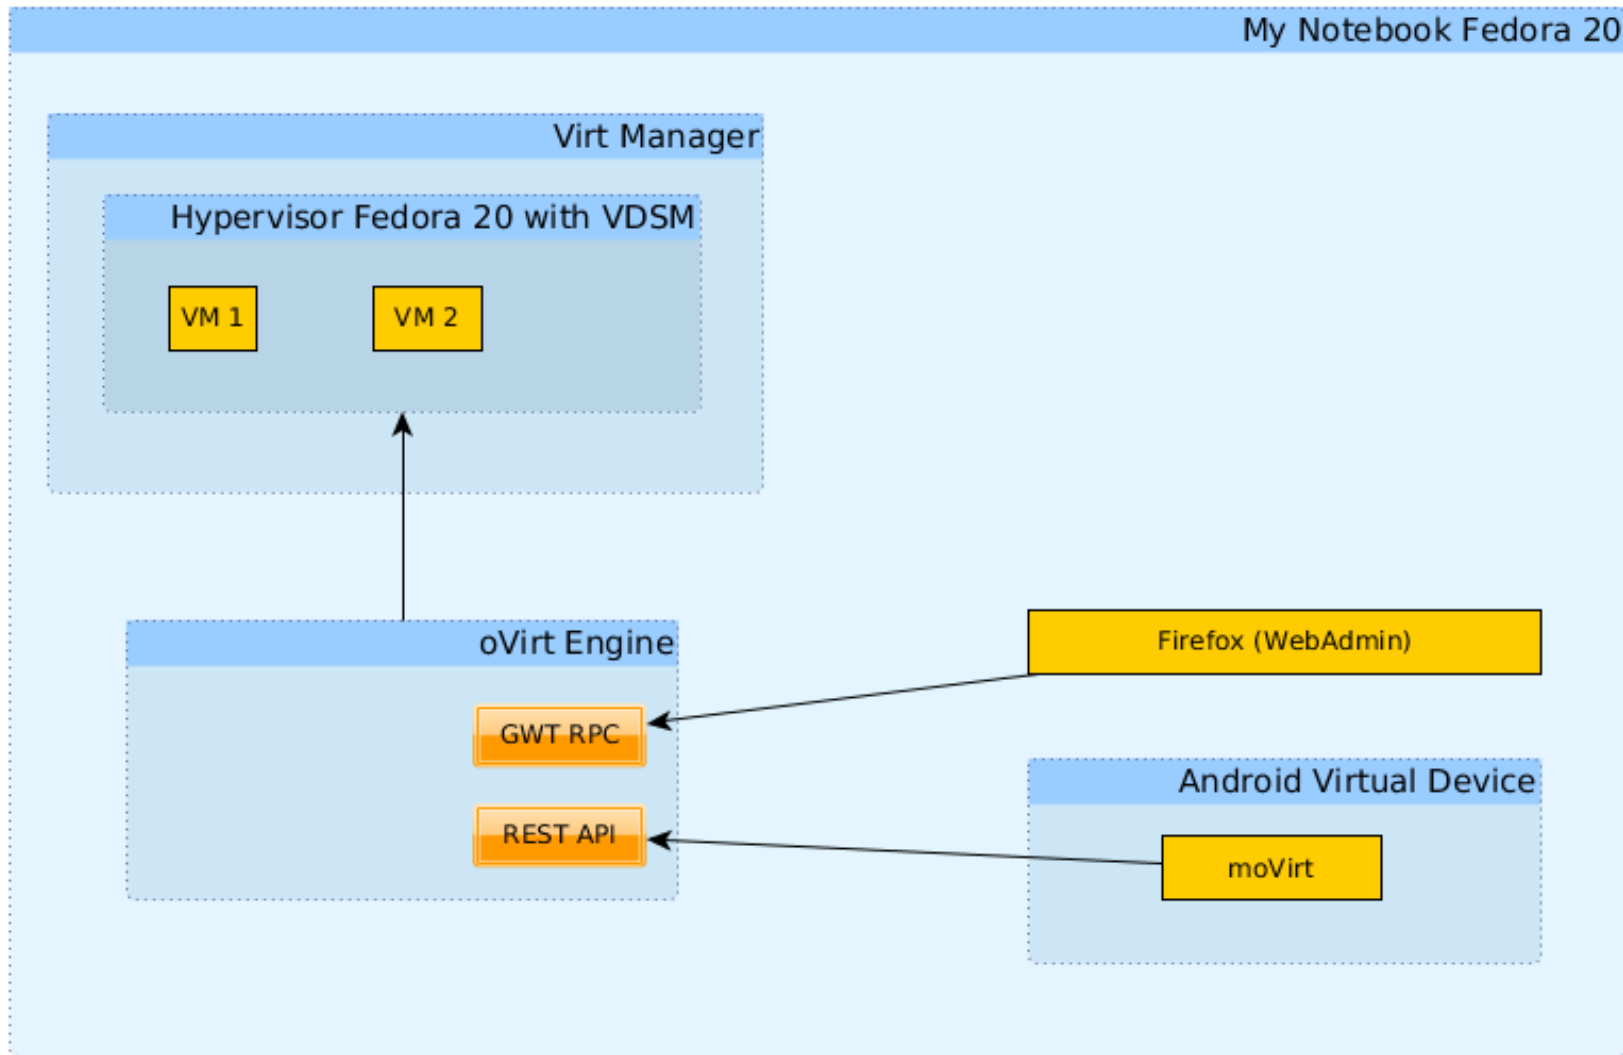 My Notebook Fedora 20
Virt Manager
Hypervisor Fedora 20 with VDSM
VM 1
VM 2
oVirt Engine
GWT RPC
REST API
Firefox (WebAdmin)
Android Virtual Device
moVirt